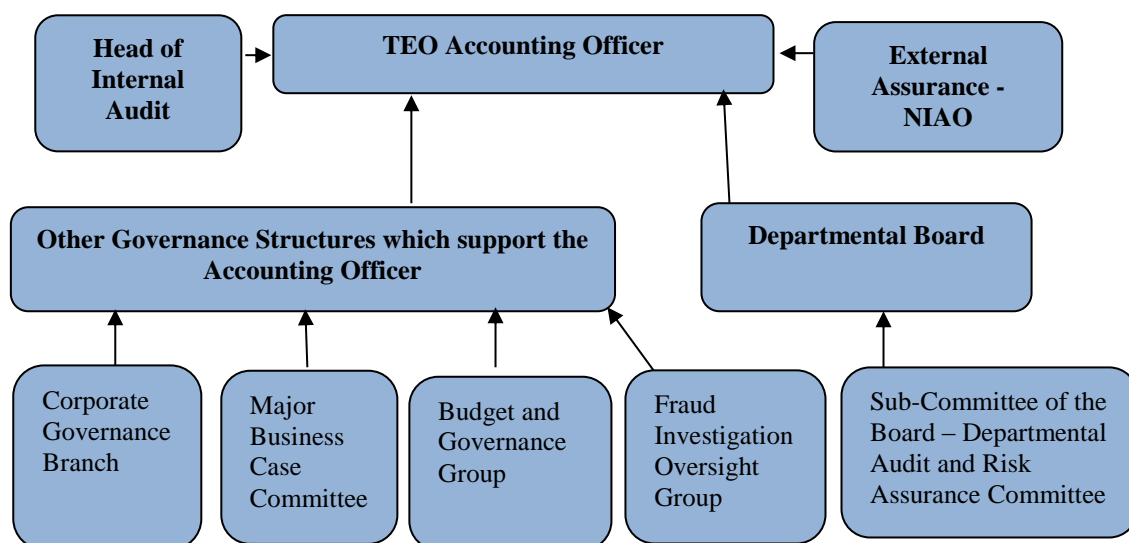 Head of
Internal
Audit
TEO Accounting Officer
External
Assurance -
NIAO
Other Governance Structures which support the
Accounting Officer
Departmental Board
Corporate
Governance
Branch
Major
Business
Case
Committee
Budget and
Governance
Group
Fraud
Investigation
Oversight
Group
Sub-Committee of the
Board – Departmental
Audit and Risk
Assurance Committee